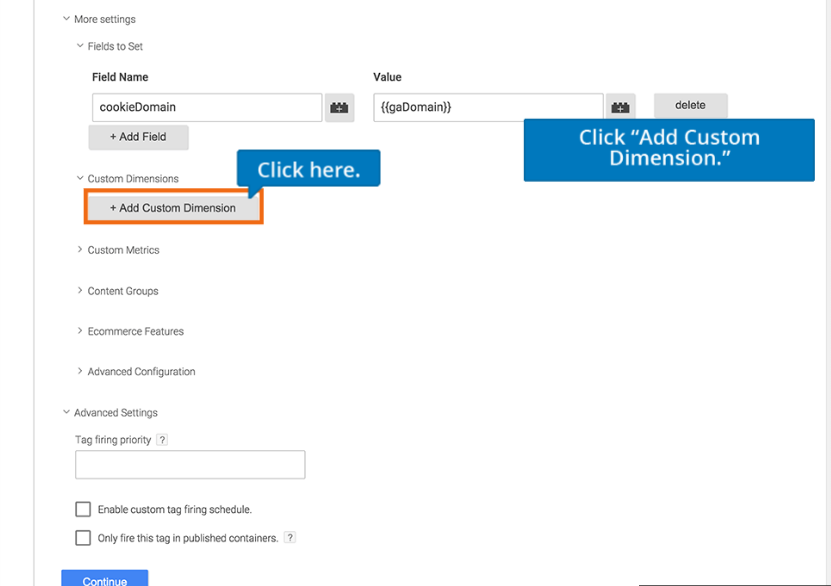 More settings
Fields to Set
Field Name Value
cookieDomain {{gaDomain}} delete
+ Add Field
Click “Add Custom
Dimension.”
Click here.
Custom Dimensions
+ Add Custom Dimension
Custom Metrics
Content Groups
Ecommerce Features
Advanced Configuration
Advanced Settings
Tag firing priority ?
Enable custom tag firing schedule.
Only fire this tag in published containers. ?
Continue